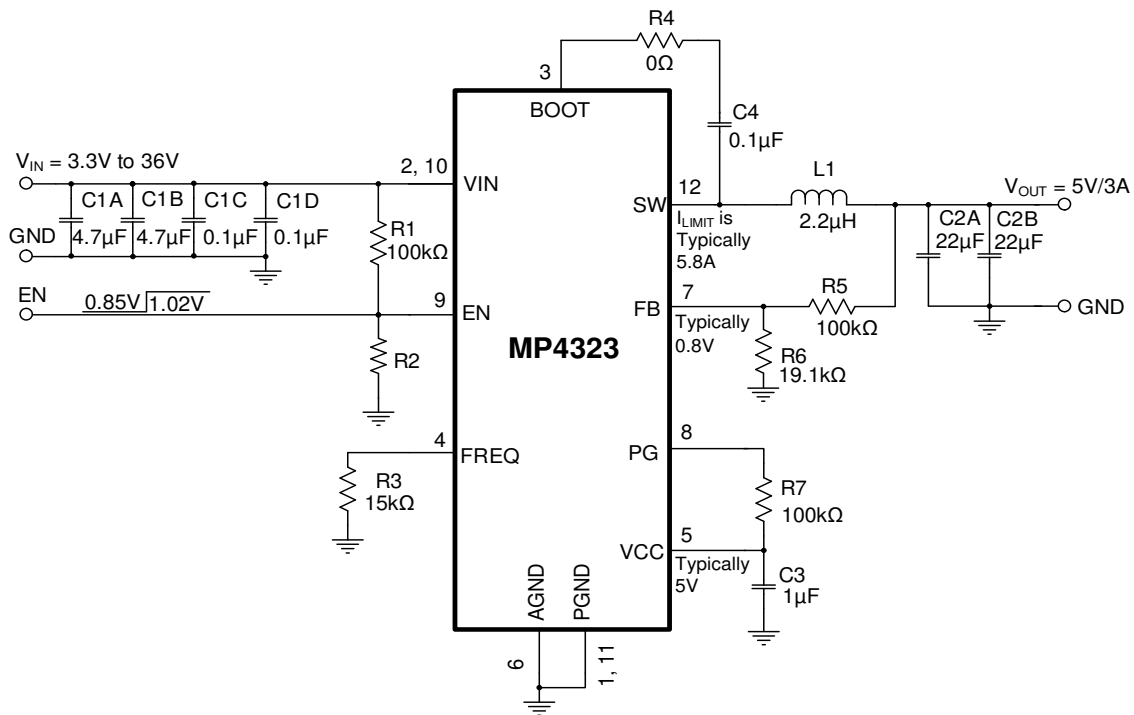 R4
0Ω
3
BOOT
C4
0.1µF
VIN = 3.3V to 36V
2, 10
VIN
C1A
C1B
C1C
C1D
4.7µF
4.7µF
0.1µF
0.1µF
GND
R1
100kΩ
12
SW
ILIMIT is
Typically
5.8A
L1
2.2µH
VOUT = 5V/3A
C2A
22µF
C2B
22µF
GND
EN
0.85V
1.02V
9
EN
R2
7
FB
Typically
0.8V
R5
100kΩ
R6
19.1kΩ
MP4323
4
FREQ
R3
15kΩ
8
PG
R7
100kΩ
5
VCC
Typically
5V
C3
1µF
AGND
PGND
6
1, 11